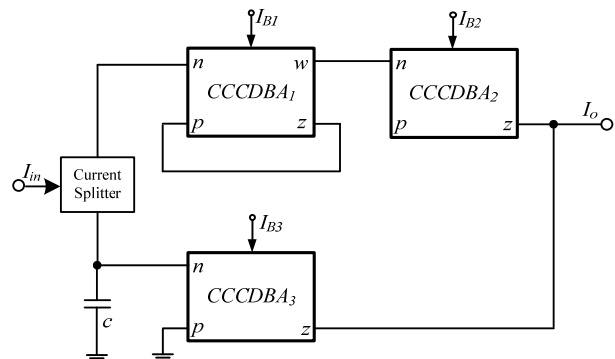 I_B1
I_B2
n w
CCCDBA_1
p z
n
CCCDBA_2
p z
I_o
I_in
Current
Splitter
I_B3
n
CCCDBA_3
p z
c